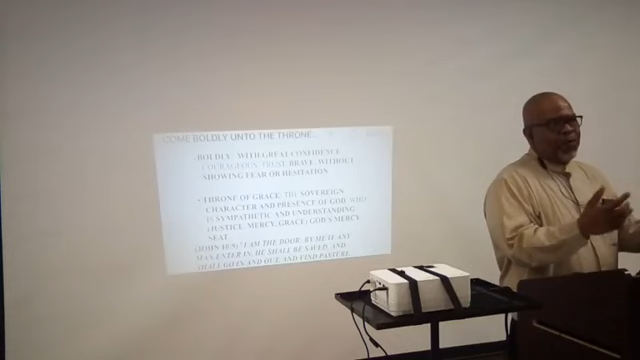 COME BOLDLY UNTO THE THRONE...
BOLDLY: WITH GREAT CONFIDENCE
COURAGEOUS TRUST, BRAVE, WITHOUT
SHOWING FEAR OR HESITATION
• THRONE OF GRACE: THE SOVEREIGN
CHARACTER AND PRESENCE OF GOD, WHO
IS SYMPATHETIC AND UNDERSTANDING
(JUSTICE, MERCY, GRACE) GOD'S MERCY
SEAT.
(JOHN 10:9) "I AM THE DOOR: BY ME IF ANY
MAN ENTER IN, HE SHALL BE SAVED, AND
SHALL GO IN AND OUT, AND FIND PASTURE